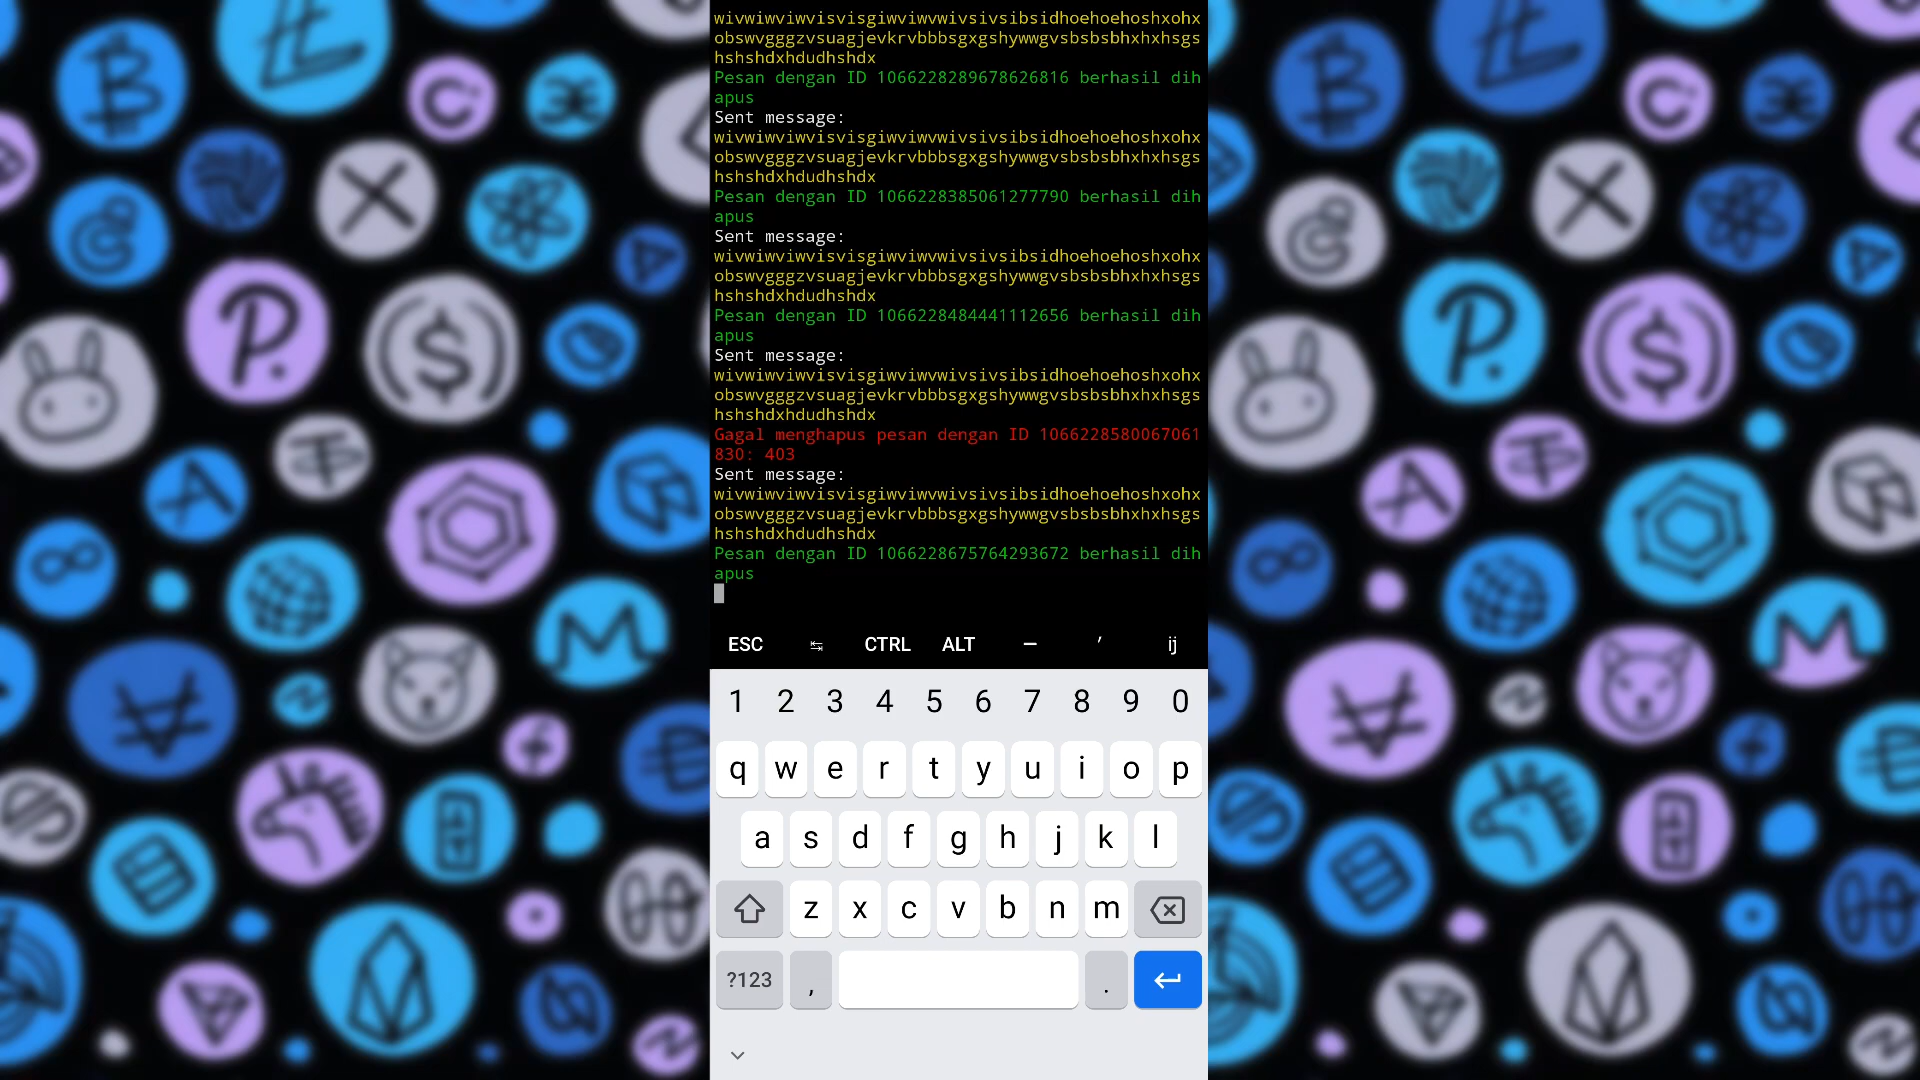 wivwiwviwvisvisgiwviwvwivsivsibsidhoehoehoshxohx
obswvgggzvsuagjevkrvbbbsgxgshywwgvsbsbsbhxhxhsgs
hshshdxhdudhshdx
Pesan dengan ID 1066228289678626816 berhasil dih
apus
Sent message:
wivwiwviwvisvisgiwviwvwivsivsibsidhoehoehoshxohx
obswvgggzvsuagjevkrvbbbsgxgshywwgvsbsbsbhxhxhsgs
hshshdxhdudhshdx
Pesan dengan ID 1066228385061277790 berhasil dih
apus
Sent message:
wivwiwviwvisvisgiwviwvwivsivsibsidhoehoehoshxohx
obswvgggzvsuagjevkrvbbbsgxgshywwgvsbsbsbhxhxhsgs
hshshdxhdudhshdx
Pesan dengan ID 1066228484441112656 berhasil dih
apus
Sent message:
wivwiwviwvisvisgiwviwvwivsivsibsidhoehoehoshxohx
obswvgggzvsuagjevkrvbbbsgxgshywwgvsbsbsbhxhxhsgs
hshshdxhdudhshdx
Gagal menghapus pesan dengan ID 1066228580067061
830: 403
Sent message:
wivwiwviwvisvisgiwviwvwivsivsibsidhoehoehoshxohx
obswvgggzvsuagjevkrvbbbsgxgshywwgvsbsbsbhxhxhsgs
hshshdxhdudhshdx
Pesan dengan ID 1066228675764293672 berhasil dih
apus
ESC ↹ CTRL ALT — ′ ij
1 2 3 4 5 6 7 8 9 0
q w e r t y u i o p
a s d f g h j k l
z x c v b n m
?123 , .